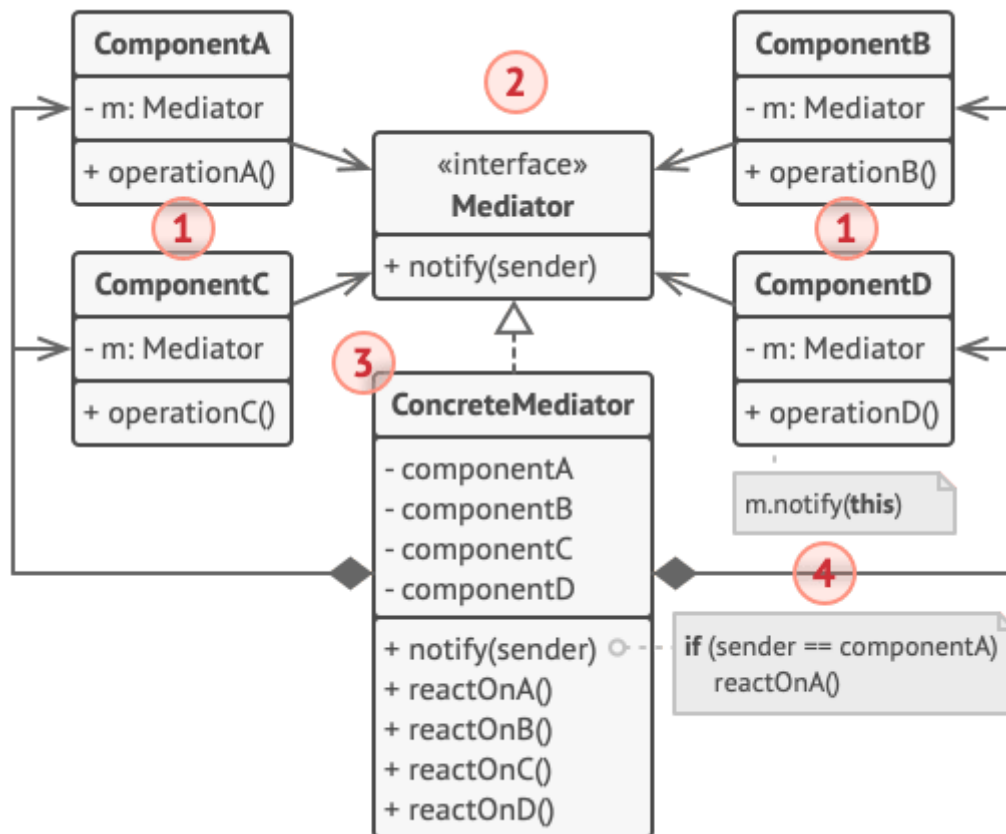 ComponentA
- m: Mediator
+ operationA()
1
ComponentC
- m: Mediator
+ operationC()
2
«interface»
Mediator
+ notify(sender)
3
ConcreteMediator
- componentA
- componentB
- componentC
- componentD
+ notify(sender)
+ reactOnA()
+ reactOnB()
+ reactOnC()
+ reactOnD()
ComponentB
- m: Mediator
+ operationB()
1
ComponentD
- m: Mediator
+ operationD()
m.notify(this)
4
if (sender == componentA)
reactOnA()